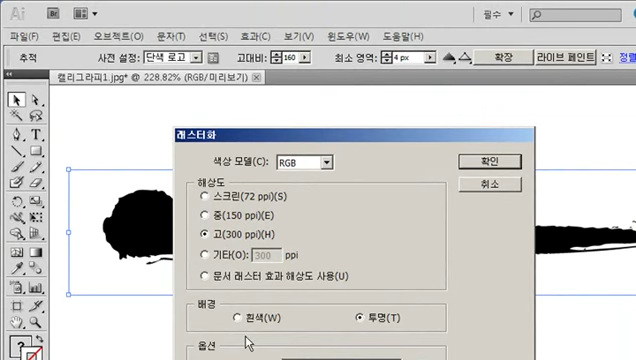 Ai Br 필수
파일(F) 편집(E) 오브젝트(O) 문자(T) 선택(S) 효과(C) 보기(V) 윈도우(W) 도움말(H)
추적 사전 설정: 단색 로고 고대비: 160 최소 영역: 4 px 확장 라이브 페인트 정렬
캘리그라피1.jpg* @ 228.82% (RGB/미리보기)
래스터화
색상 모델(C): RGB 확인
취소
해상도
스크린(72 ppi)(S)
중(150 ppi)(E)
고(300 ppi)(H)
기타(O): 300 ppi
문서 래스터 효과 해상도 사용(U)
배경
흰색(W) 투명(T)
옵션